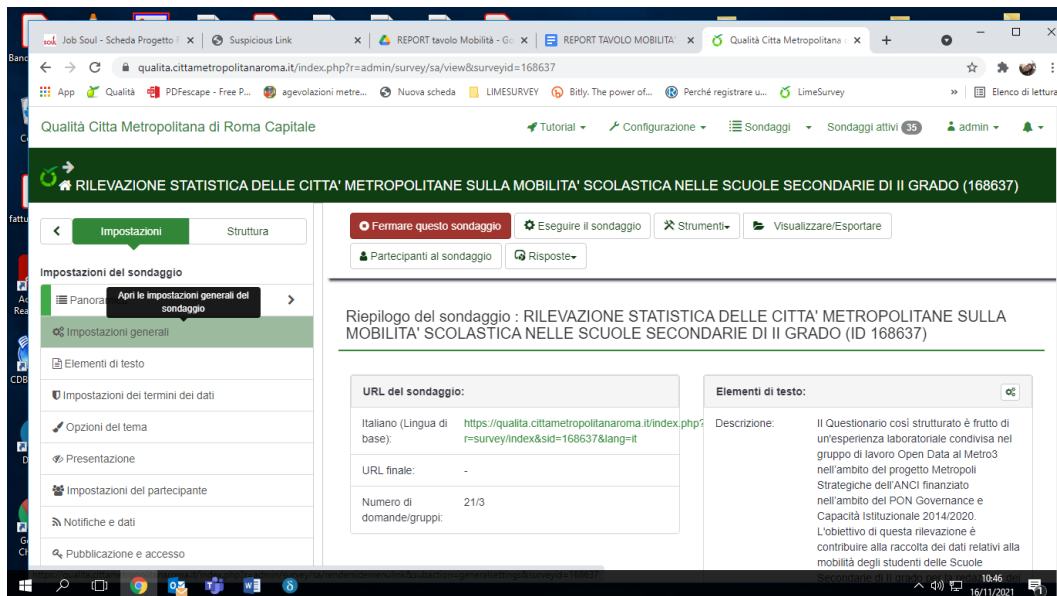 Job Soul - Scheda Progetto
Suspicious Link
REPORT tavolo Mobilità - Go
REPORT TAVOLO MOBILITA'
Qualità Citta Metropolitana
qualita.cittametropolitanaroma.it/index.php?r=admin/survey/sa/view&surveyid=168637
App
Qualità
PDFescape - Free P...
agevolazioni metre...
Nuova scheda
LIMESURVEY
Bitly. The power of...
Perché registrare u...
LimeSurvey
»
Elenco di lettura
Qualità Citta Metropolitana di Roma Capitale
Tutorial
Configurazione
Sondaggi
Sondaggi attivi 35
admin
RILEVAZIONE STATISTICA DELLE CITTA' METROPOLITANE SULLA MOBILITA' SCOLASTICA NELLE SCUOLE SECONDARIE DI II GRADO (168637)
Impostazioni
Struttura
Fermare questo sondaggio
Eseguire il sondaggio
Strumenti
Visualizzare/Esportare
Partecipanti al sondaggio
Risposte
Impostazioni del sondaggio
Apri le impostazioni generali del
sondaggio
Impostazioni generali
Elementi di testo
Impostazioni dei termini dei dati
Opzioni del tema
Presentazione
Impostazioni del partecipante
Notifiche e dati
Pubblicazione e accesso
Riepilogo del sondaggio : RILEVAZIONE STATISTICA DELLE CITTA' METROPOLITANE SULLA
MOBILITA' SCOLASTICA NELLE SCUOLE SECONDARIE DI II GRADO (ID 168637)
URL del sondaggio:
Italiano (Lingua di
base):
https://qualita.cittametropolitanaroma.it/index.php?
r=survey/index&sid=168637&lang=it
URL finale:
-
Numero di
domande/gruppi:
21/3
Elementi di testo:
Descrizione:
Il Questionario così strutturato è frutto di
un'esperienza laboratoriale condivisa nel
gruppo di lavoro Open Data al Metro3
nell'ambito del progetto Metropoli
Strategiche dell'ANCI finanziato
nell'ambito del PON Governance e
Capacità Istituzionale 2014/2020.
L'obiettivo di questa rilevazione è
contribuire alla raccolta dei dati relativi alla
mobilità degli studenti delle Scuole
10:46
16/11/2021